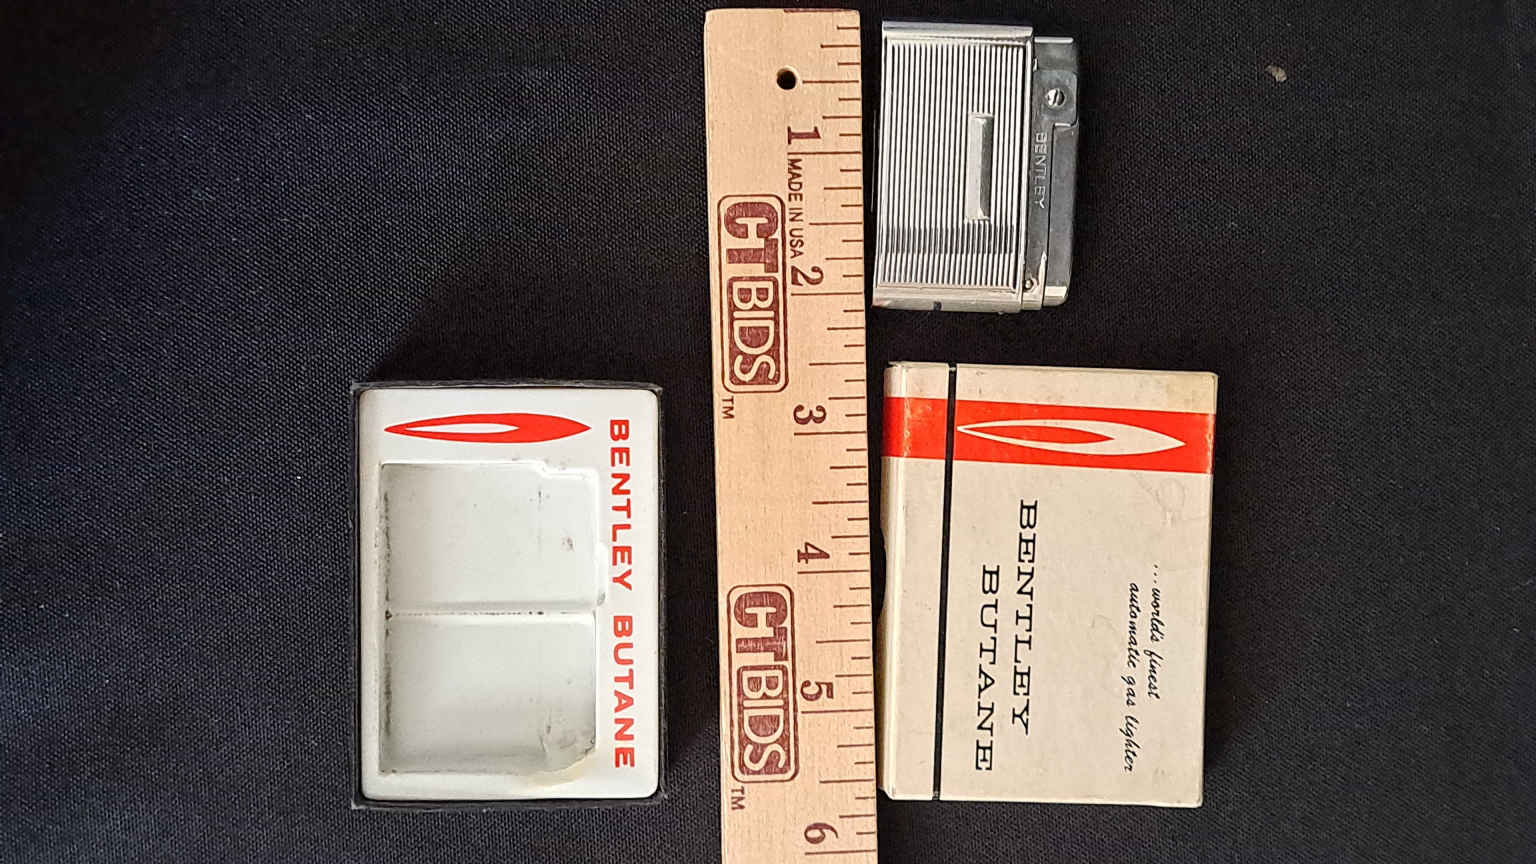 BENTLEY BUTANE
1
MADE IN USA
CT BIDS
TM
2
3
4
CT BIDS
TM
5
6
BENTLEY
...world's finest
automatic gas lighter
BENTLEY
BUTANE